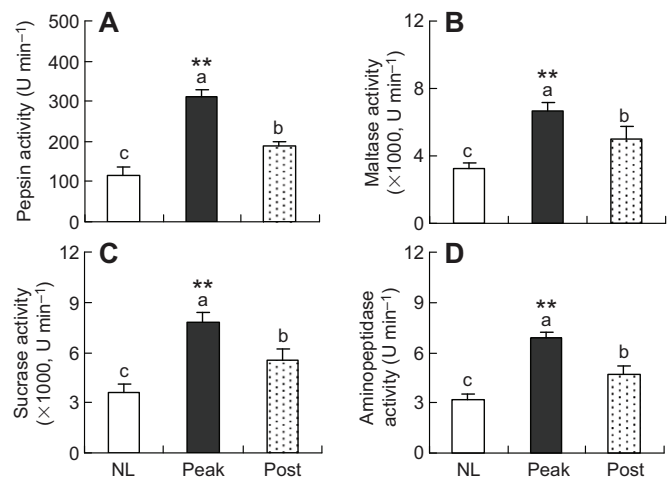 A
Pepsin activity (U min−1)
500
400
300
200
100
0
c
**
a
b
B
Maltase activity
(×1000, U min−1)
12
8
4
0
c
**
a
b
C
Sucrase activity
(×1000, U min−1)
12
9
6
3
0
c
**
a
b
NL Peak Post
D
Aminopeptidase
activity (U min−1)
12
9
6
3
0
c
**
a
b
NL Peak Post